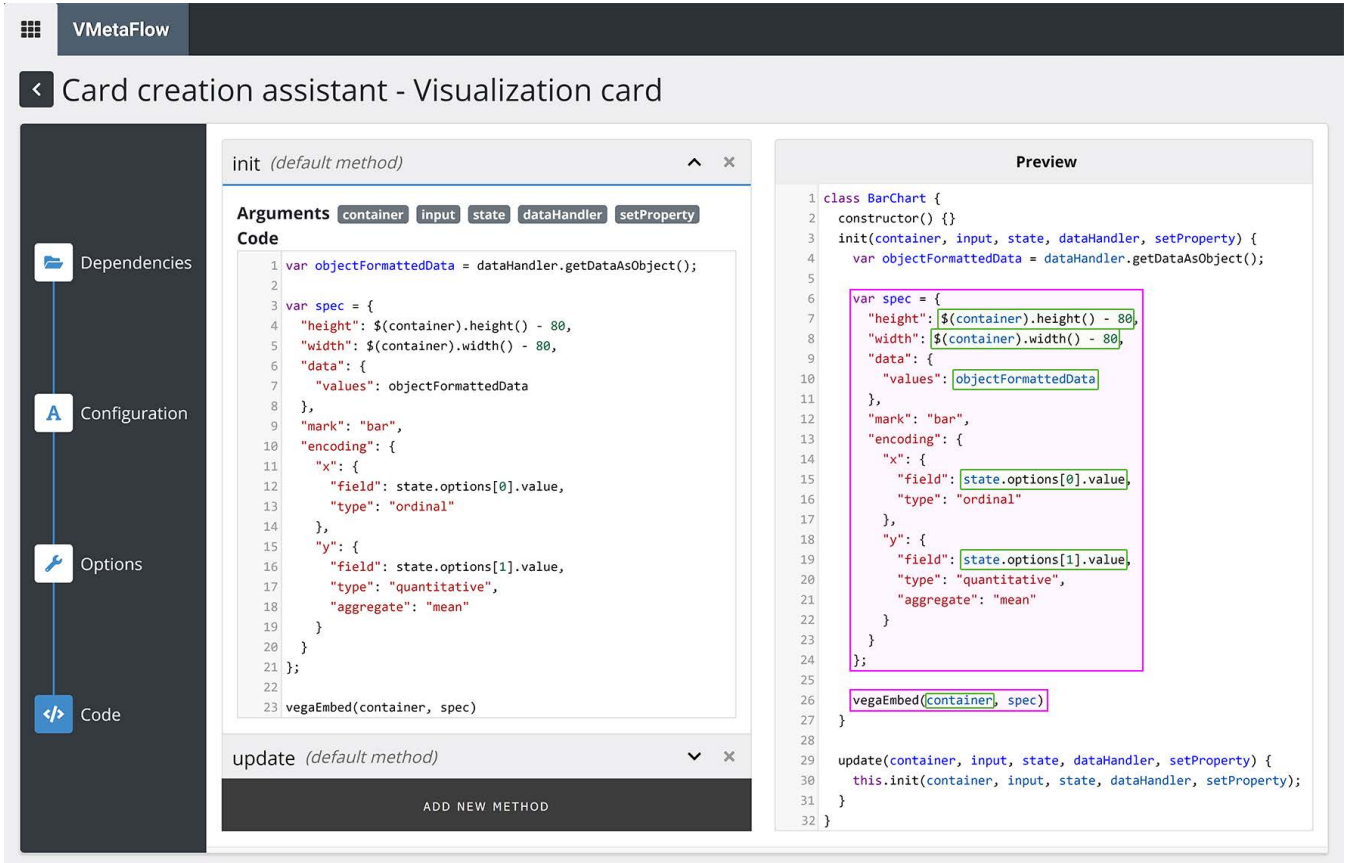 VMetaFlow
Card creation assistant - Visualization card
Dependencies
Configuration
Options
Code
init (default method)
Arguments container input state dataHandler setProperty
Code
1 var objectFormattedData = dataHandler.getDataAsObject();
2
3 var spec = {
4 "height": $(container).height() - 80,
5 "width": $(container).width() - 80,
6 "data": {
7 "values": objectFormattedData
8 },
9 "mark": "bar",
10 "encoding": {
11 "x": {
12 "field": state.options[0].value,
13 "type": "ordinal"
14 },
15 "y": {
16 "field": state.options[1].value,
17 "type": "quantitative",
18 "aggregate": "mean"
19 }
20 }
21 };
22
23 vegaEmbed(container, spec)
update (default method)
ADD NEW METHOD
Preview
1 class BarChart {
2 constructor() {}
3 init(container, input, state, dataHandler, setProperty) {
4 var objectFormattedData = dataHandler.getDataAsObject();
5
6 var spec = {
7 "height": $(container).height() - 80,
8 "width": $(container).width() - 80,
9 "data": {
10 "values": objectFormattedData
11 },
12 "mark": "bar",
13 "encoding": {
14 "x": {
15 "field": state.options[0].value,
16 "type": "ordinal"
17 },
18 "y": {
19 "field": state.options[1].value,
20 "type": "quantitative",
21 "aggregate": "mean"
22 }
23 }
24 };
25
26 vegaEmbed(container, spec)
27 }
28
29 update(container, input, state, dataHandler, setProperty) {
30 this.init(container, input, state, dataHandler, setProperty);
31 }
32 }